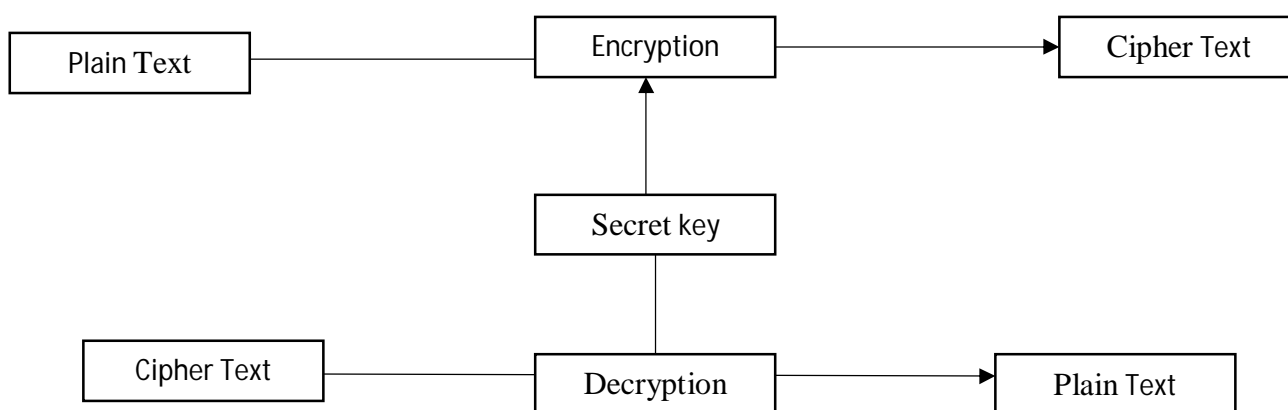 Plain Text
Encryption
Cipher Text
Secret key
Cipher Text
Decryption
Plain Text